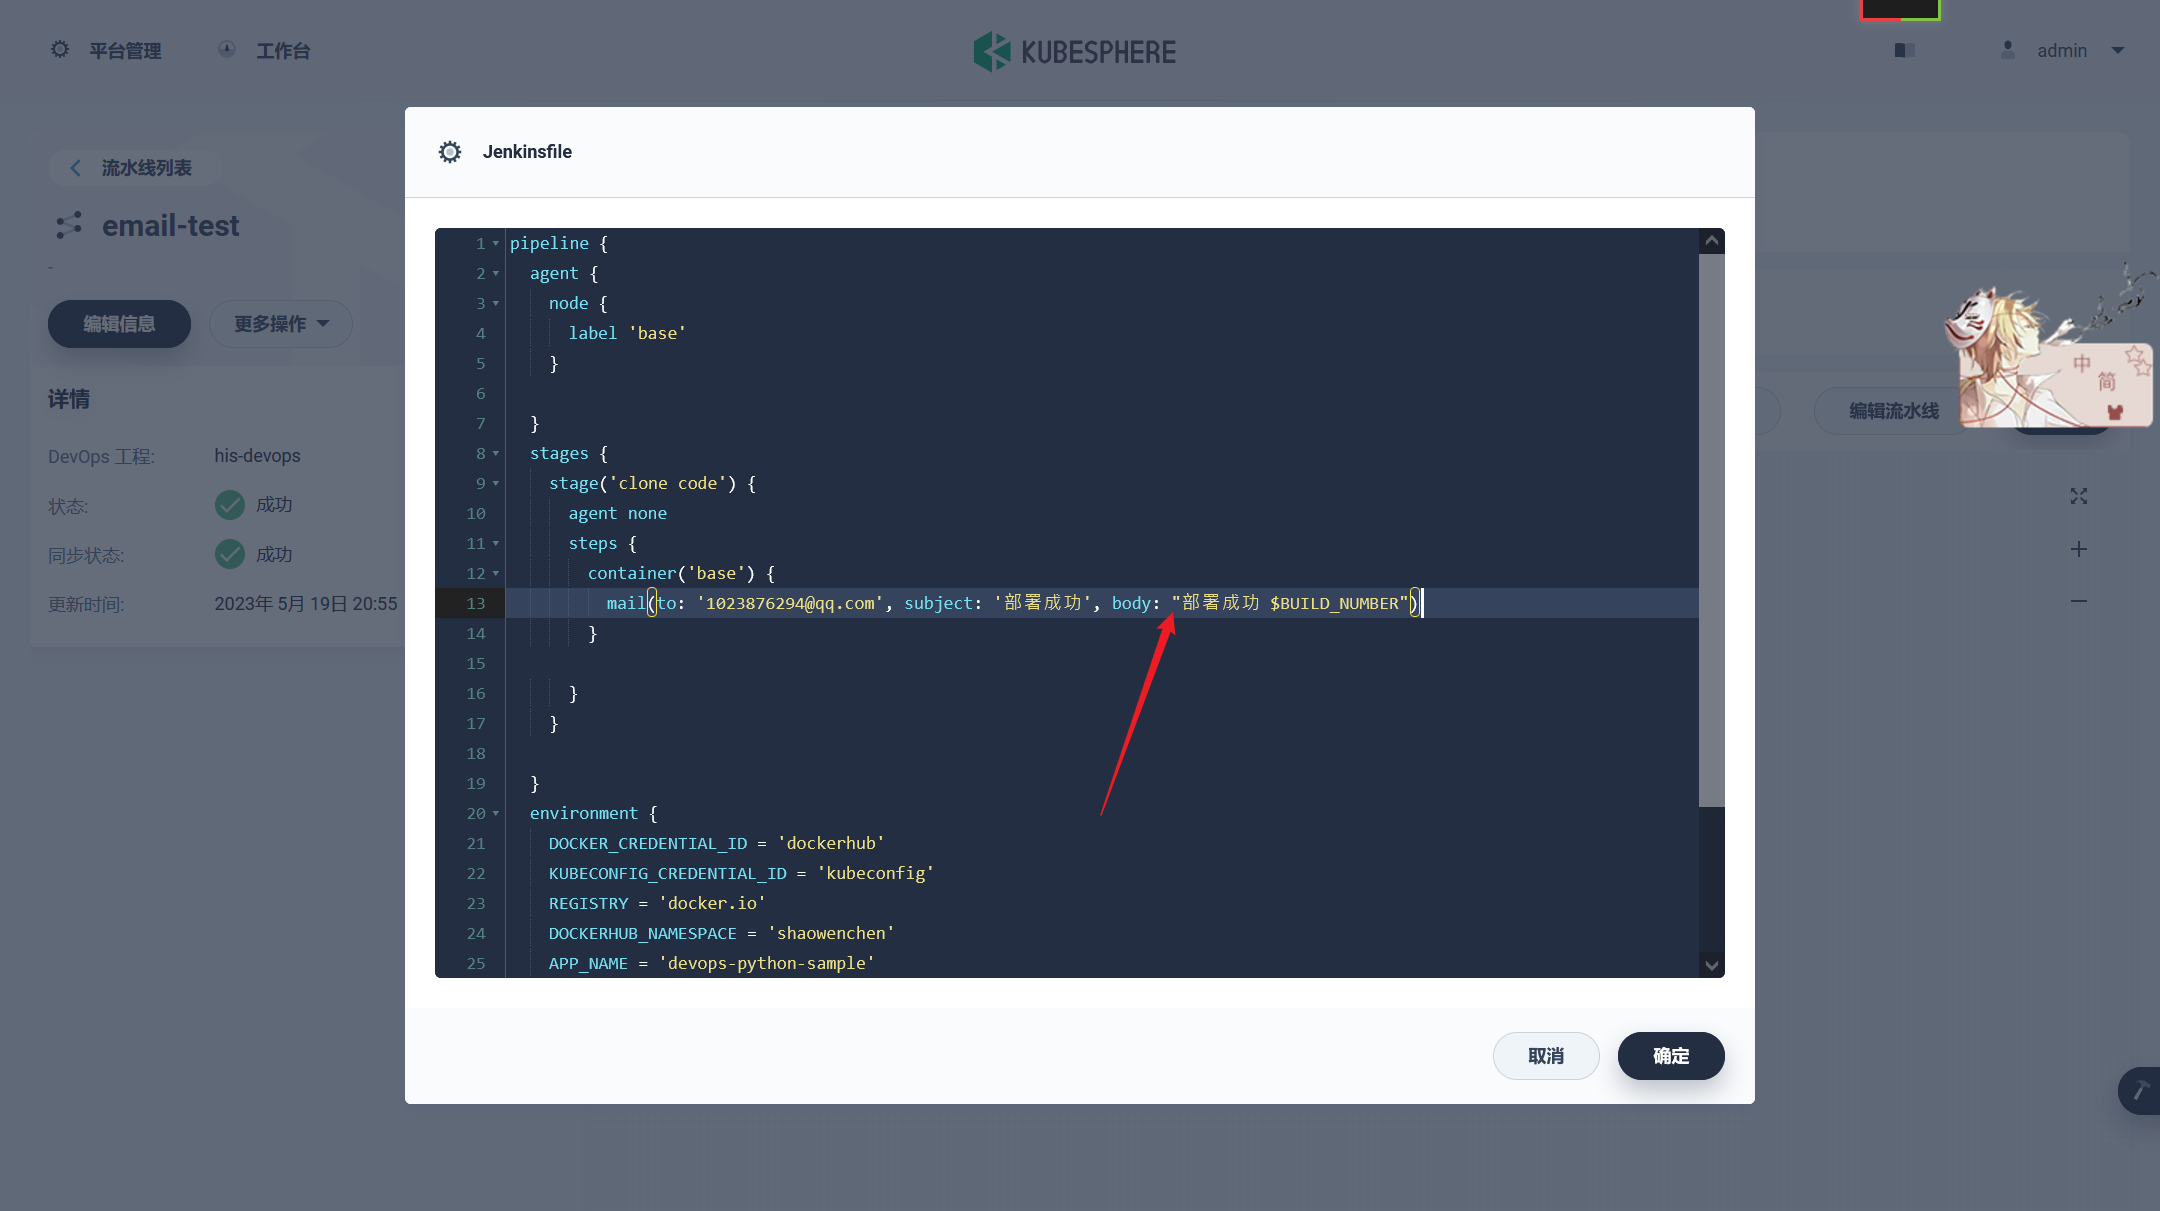 平台管理
工作台
KUBESPHERE
admin
流水线列表
email-test
-
编辑信息
更多操作
详情
DevOps 工程:
his-devops
状态:
成功
同步状态:
成功
更新时间:
2023年 5月 19日 20:55
Jenkinsfile
1 pipeline {
2 agent {
3 node {
4 label 'base'
5 }
6
7 }
8 stages {
9 stage('clone code') {
10 agent none
11 steps {
12 container('base') {
13 mail(to: '1023876294@qq.com', subject: '部署成功', body: "部署成功 $BUILD_NUMBER")
14 }
15
16 }
17 }
18
19 }
20 environment {
21 DOCKER_CREDENTIAL_ID = 'dockerhub'
22 KUBECONFIG_CREDENTIAL_ID = 'kubeconfig'
23 REGISTRY = 'docker.io'
24 DOCKERHUB_NAMESPACE = 'shaowenchen'
25 APP_NAME = 'devops-python-sample'
取消
确定
编辑流水线
中
简